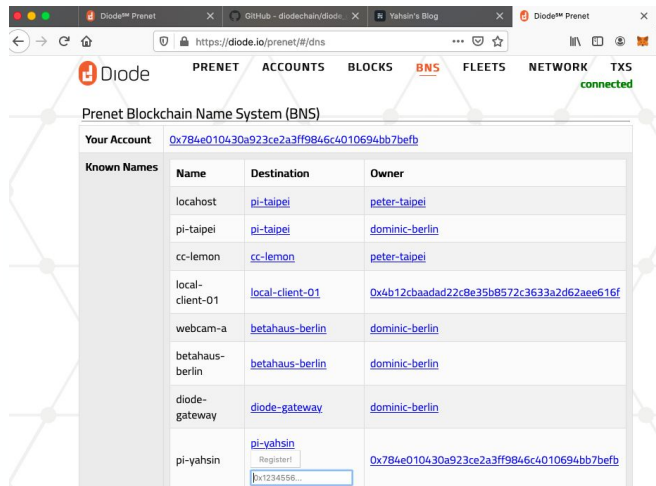 Diode℠ Prenet
GitHub - diodechain/diode_
Yahsin's Blog
Diode℠ Prenet
https://diode.io/prenet/#/dns
Diode PRENET ACCOUNTS BLOCKS BNS FLEETS NETWORK TXS
connected
Prenet Blockchain Name System (BNS)
Your Account 0x784e010430a923ce2a3ff9846c4010694bb7befb
Known Names
Name Destination Owner
locahost pi-taipei peter-taipei
pi-taipei pi-taipei dominic-berlin
cc-lemon cc-lemon peter-taipei
local-
client-01 local-client-01 0x4b12cbaadad22c8e35b8572c3633a2d62aee616f
webcam-a betahaus-berlin dominic-berlin
betahaus-
berlin betahaus-berlin dominic-berlin
diode-
gateway diode-gateway dominic-berlin
pi-yahsin
pi-yahsin Register! 0x784e010430a923ce2a3ff9846c4010694bb7befb
0x1234556...